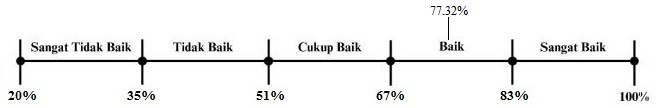 77.32%
Sangat Tidak Baik Tidak Baik Cukup Baik Baik Sangat Baik
20% 35% 51% 67% 83% 100%